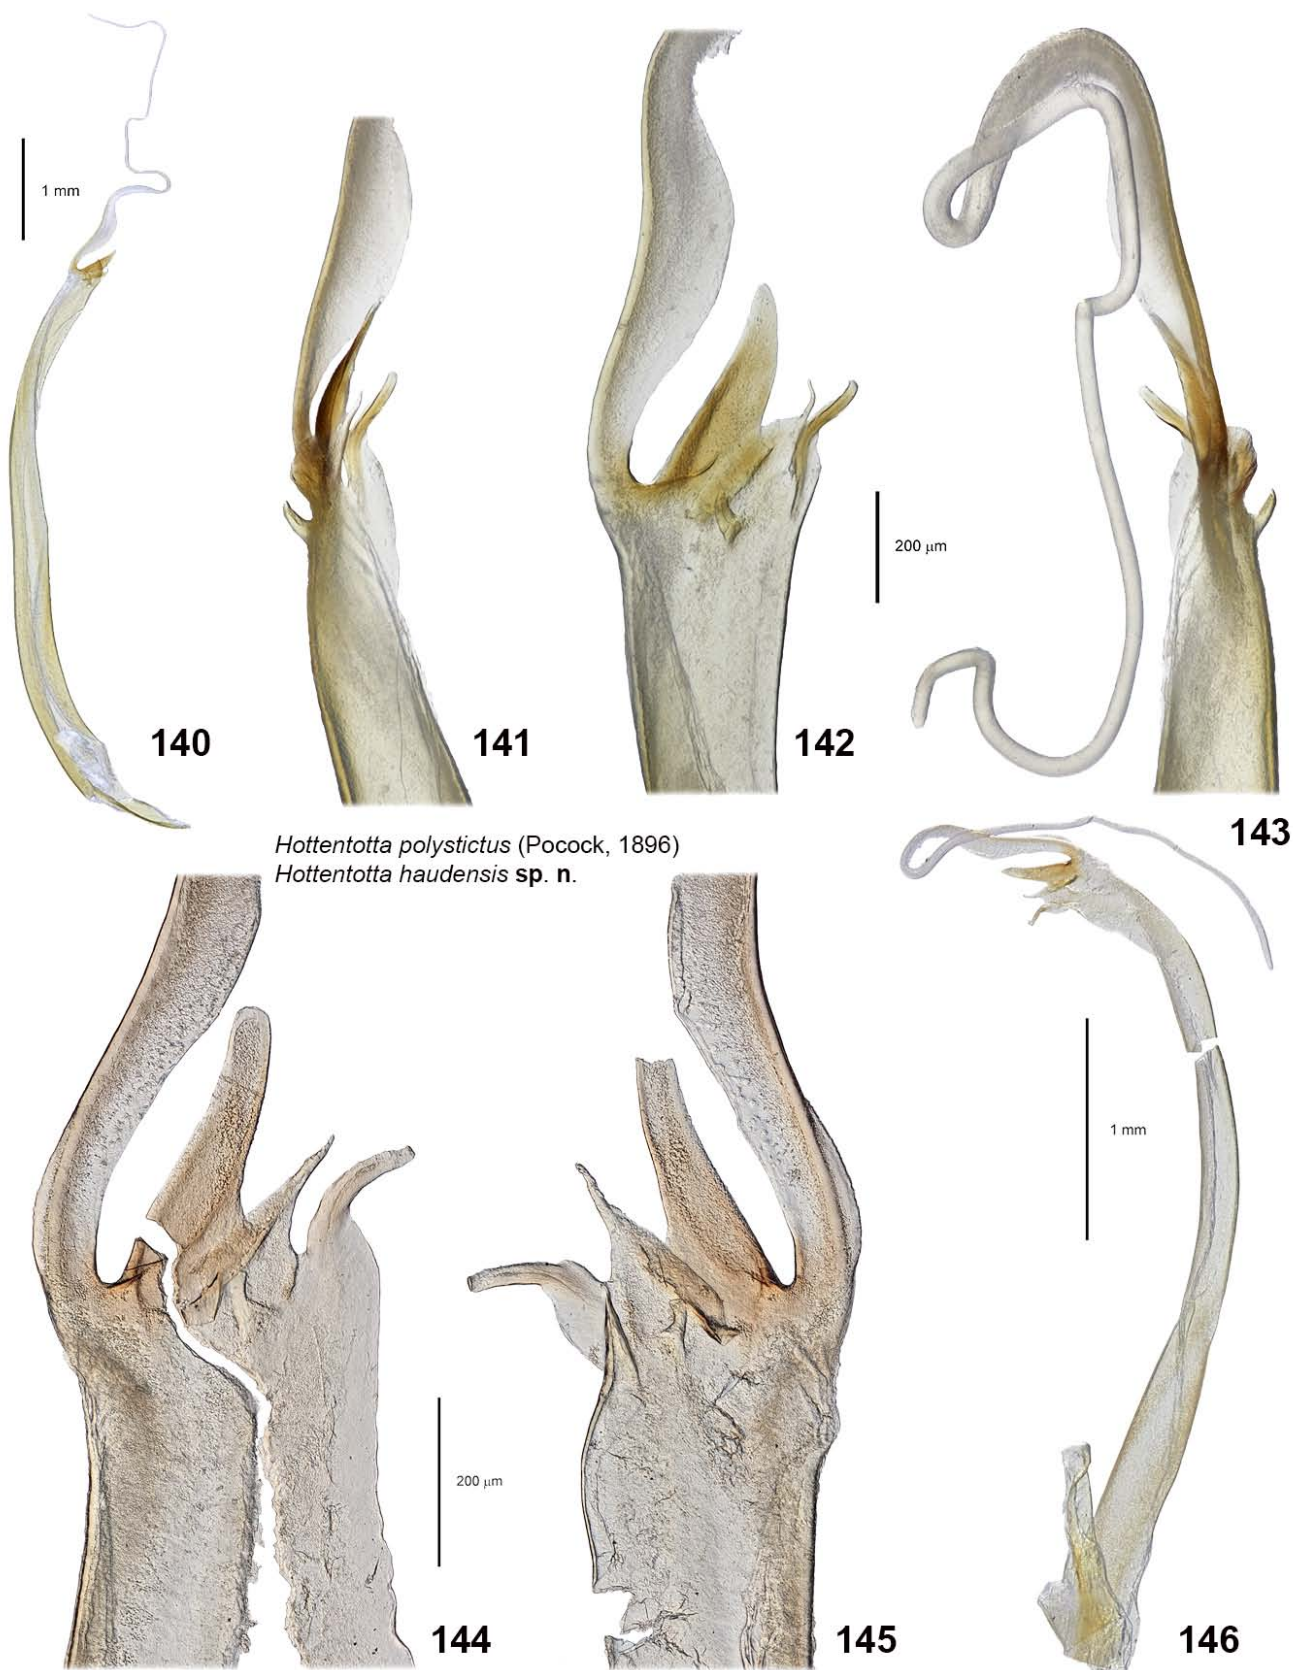 1 mm
200 µm
140
141
142
143
Hottentotta polystictus (Pocock, 1896)
Hottentotta haudensis sp. n.
1 mm
200 µm
144
145
146